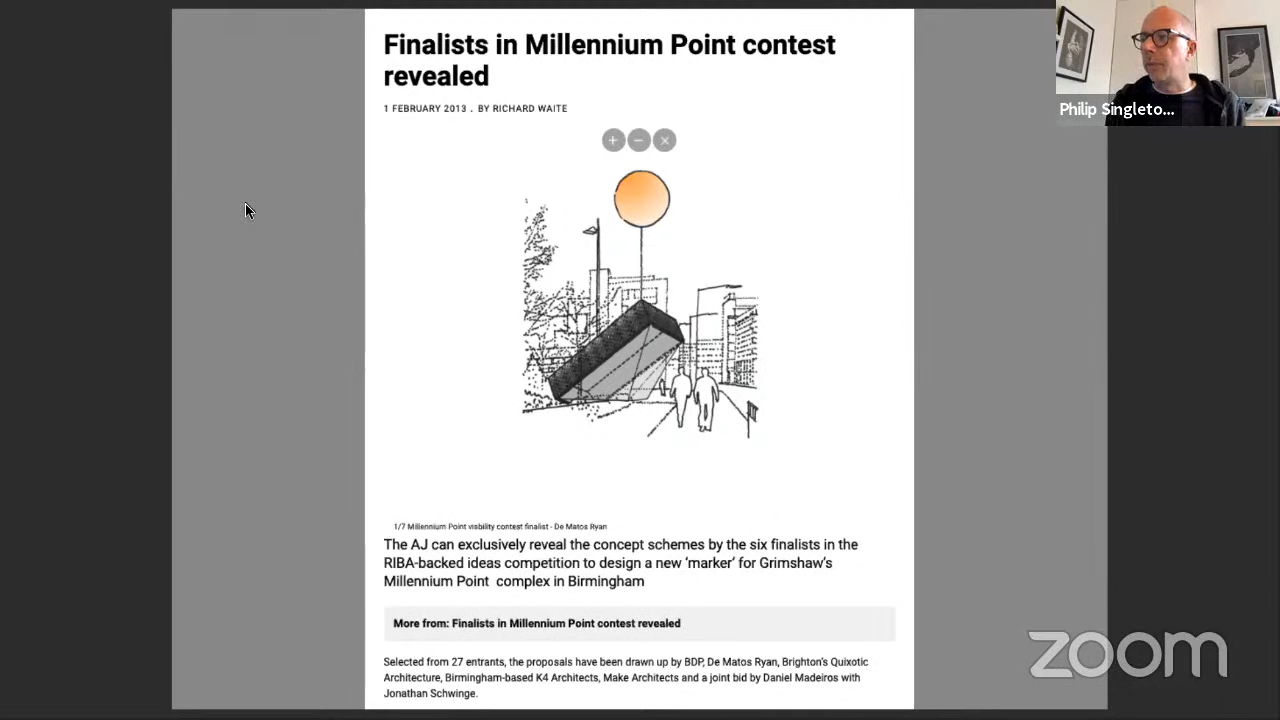 Finalists in Millennium Point contest
revealed
1 FEBRUARY 2013 . BY RICHARD WAITE
Philip Singleto...
1/7 Millennium Point visbility contest finalist - De Matos Ryan
The AJ can exclusively reveal the concept schemes by the six finalists in the
RIBA-backed ideas competition to design a new ‘marker’ for Grimshaw’s
Millennium Point complex in Birmingham
More from: Finalists in Millennium Point contest revealed
Selected from 27 entrants, the proposals have been drawn up by BDP, De Matos Ryan, Brighton’s Quixotic
Architecture, Birmingham-based K4 Architects, Make Architects and a joint bid by Daniel Madeiros with
Jonathan Schwinge.
zoom